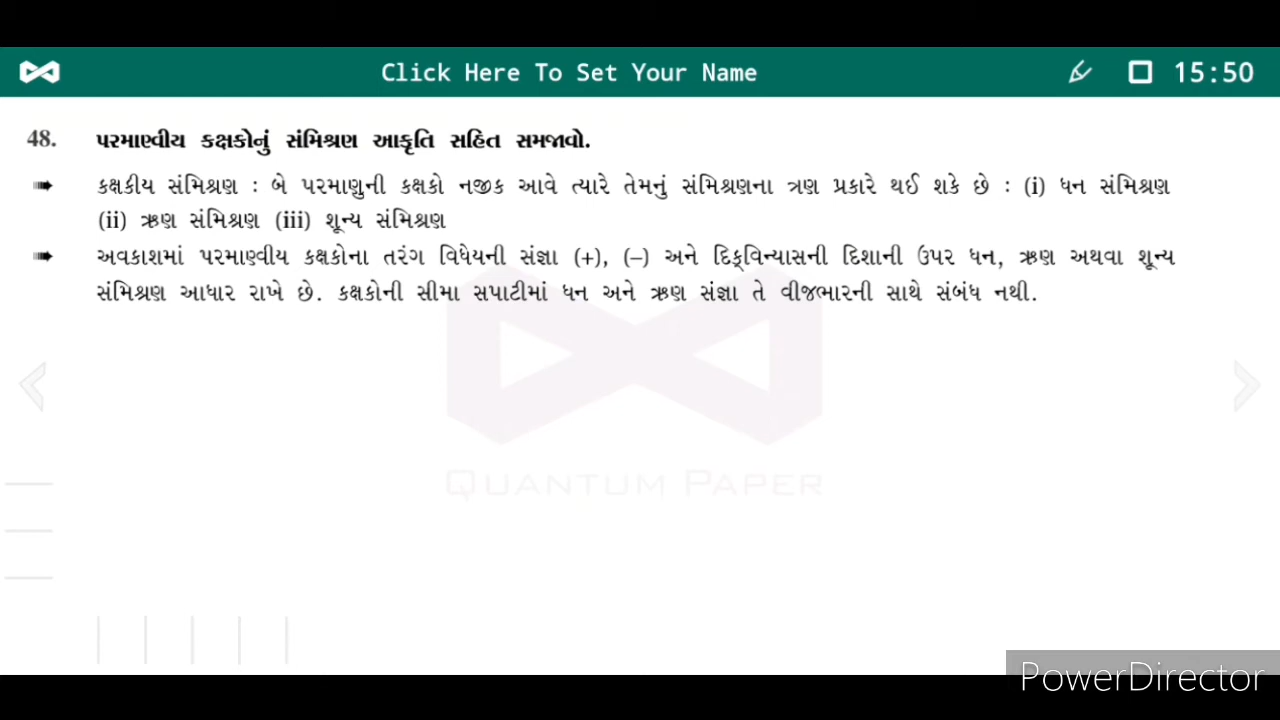 Click Here To Set Your Name
15:50
48. પરમાણ્વીય કક્ષકોનું સંમિશ્રણ આકૃતિ સહિત સમજાવો.
➠ કક્ષકીય સંમિશ્રણ : બે પરમાણુની કક્ષકો નજીક આવે ત્યારે તેમનું સંમિશ્રણના ત્રણ પ્રકારે થઈ શકે છે : (i) ધન સંમિશ્રણ
(ii) ઋણ સંમિશ્રણ (iii) શૂન્ય સંમિશ્રણ
➠ અવકાશમાં પરમાણ્વીય કક્ષકોના તરંગ વિધેયની સંજ્ઞા (+), (–) અને દિક્‌વિન્યાસની દિશાની ઉપર ધન, ઋણ અથવા શૂન્ય
સંમિશ્રણ આધાર રાખે છે. કક્ષકોની સીમા સપાટીમાં ધન અને ઋણ સંજ્ઞા તે વીજભારની સાથે સંબંધ નથી.
QUANTUM PAPER
PowerDirector